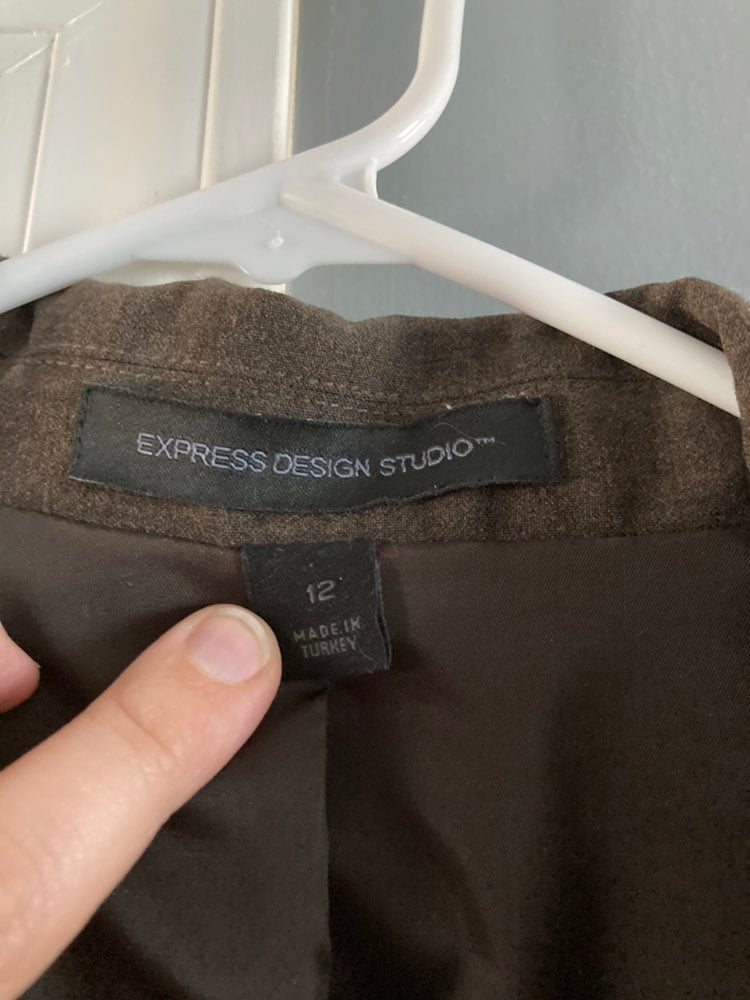 EXPRESS DESIGN STUDIO™
12
MADE IN
TURKEY